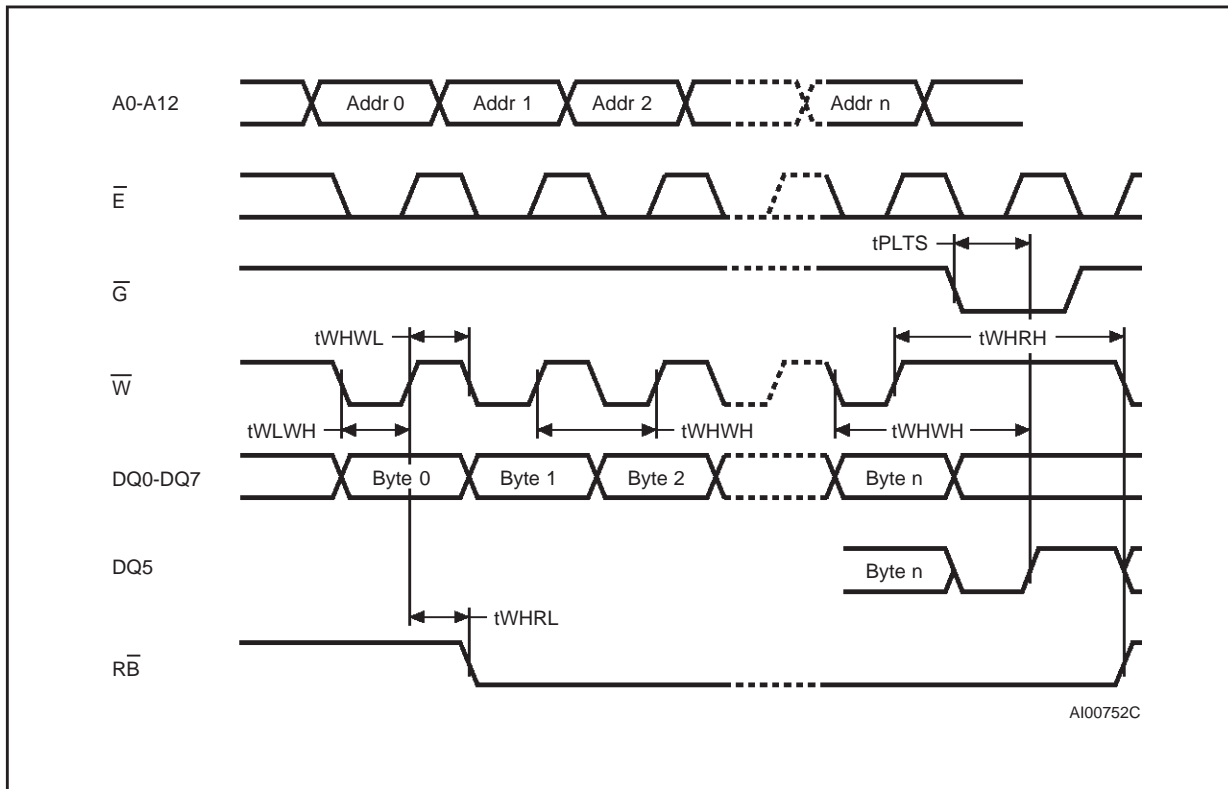 A0-A12
Addr 0
Addr 1
Addr 2
Addr n
E̅
tPLTS
G̅
tWHWL
tWHRH
W̅
tWLWH
tWHWH
tWHWH
DQ0-DQ7
Byte 0
Byte 1
Byte 2
Byte n
DQ5
Byte n
tWHRL
RB̅
AI00752C